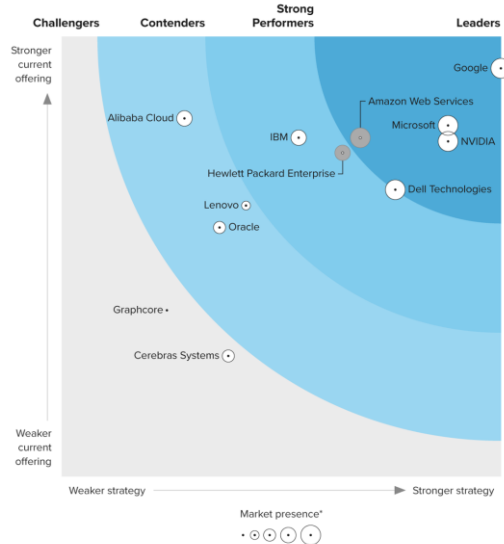 Challengers
Contenders
Strong
Performers
Leaders
Stronger
current
offering
Google
Amazon Web Services
Alibaba Cloud
Microsoft
IBM
NVIDIA
Hewlett Packard Enterprise
Dell Technologies
Lenovo
Oracle
Graphcore
Cerebras Systems
Weaker
current
offering
Weaker strategy
Stronger strategy
Market presence*